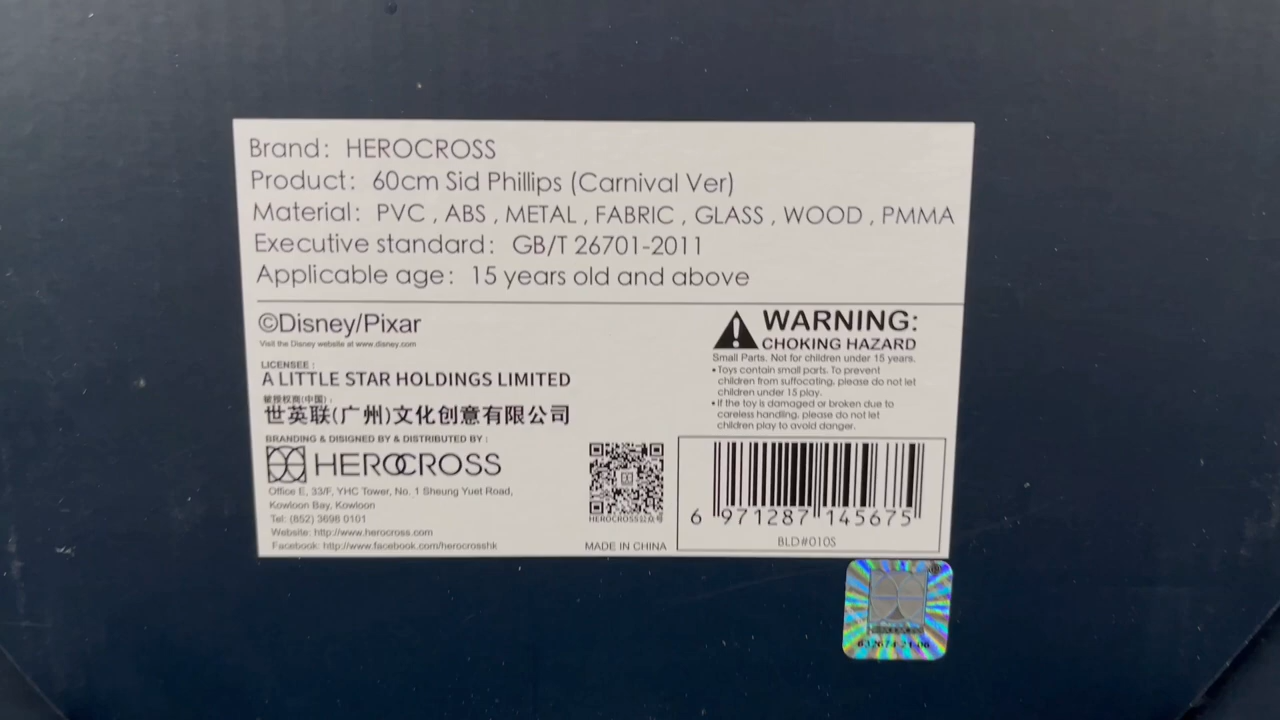 Brand: HEROCROSS
Product: 60cm Sid Phillips (Carnival Ver)
Material: PVC , ABS , METAL , FABRIC , GLASS , WOOD , PMMA
Executive standard: GB/T 26701-2011
Applicable age: 15 years old and above
©Disney/Pixar
Visit the Disney website at www.disney.com
LICENSEE :
A LITTLE STAR HOLDINGS LIMITED
被授权商(中国) :
世英联(广州)文化创意有限公司
BRANDING & DISIGNED BY & DISTRIBUTED BY :
HEROCROSS
Office E, 33/F, YHC Tower, No. 1 Sheung Yuet Road,
Kowloon Bay, Kowloon
Tel: (852) 3698 0101
Website: http://www.herocross.com
Facebook: http://www.facebook.com/herocrosshk
HEROCROSS公众号
MADE IN CHINA
WARNING:
CHOKING HAZARD
Small Parts. Not for children under 15 years.
• Toys contain small parts. To prevent
children from suffocating, please do not let
children under 15 play.
• If the toy is damaged or broken due to
careless handling, please do not let
children play to avoid danger.
6 971287 145675
BLD#010S